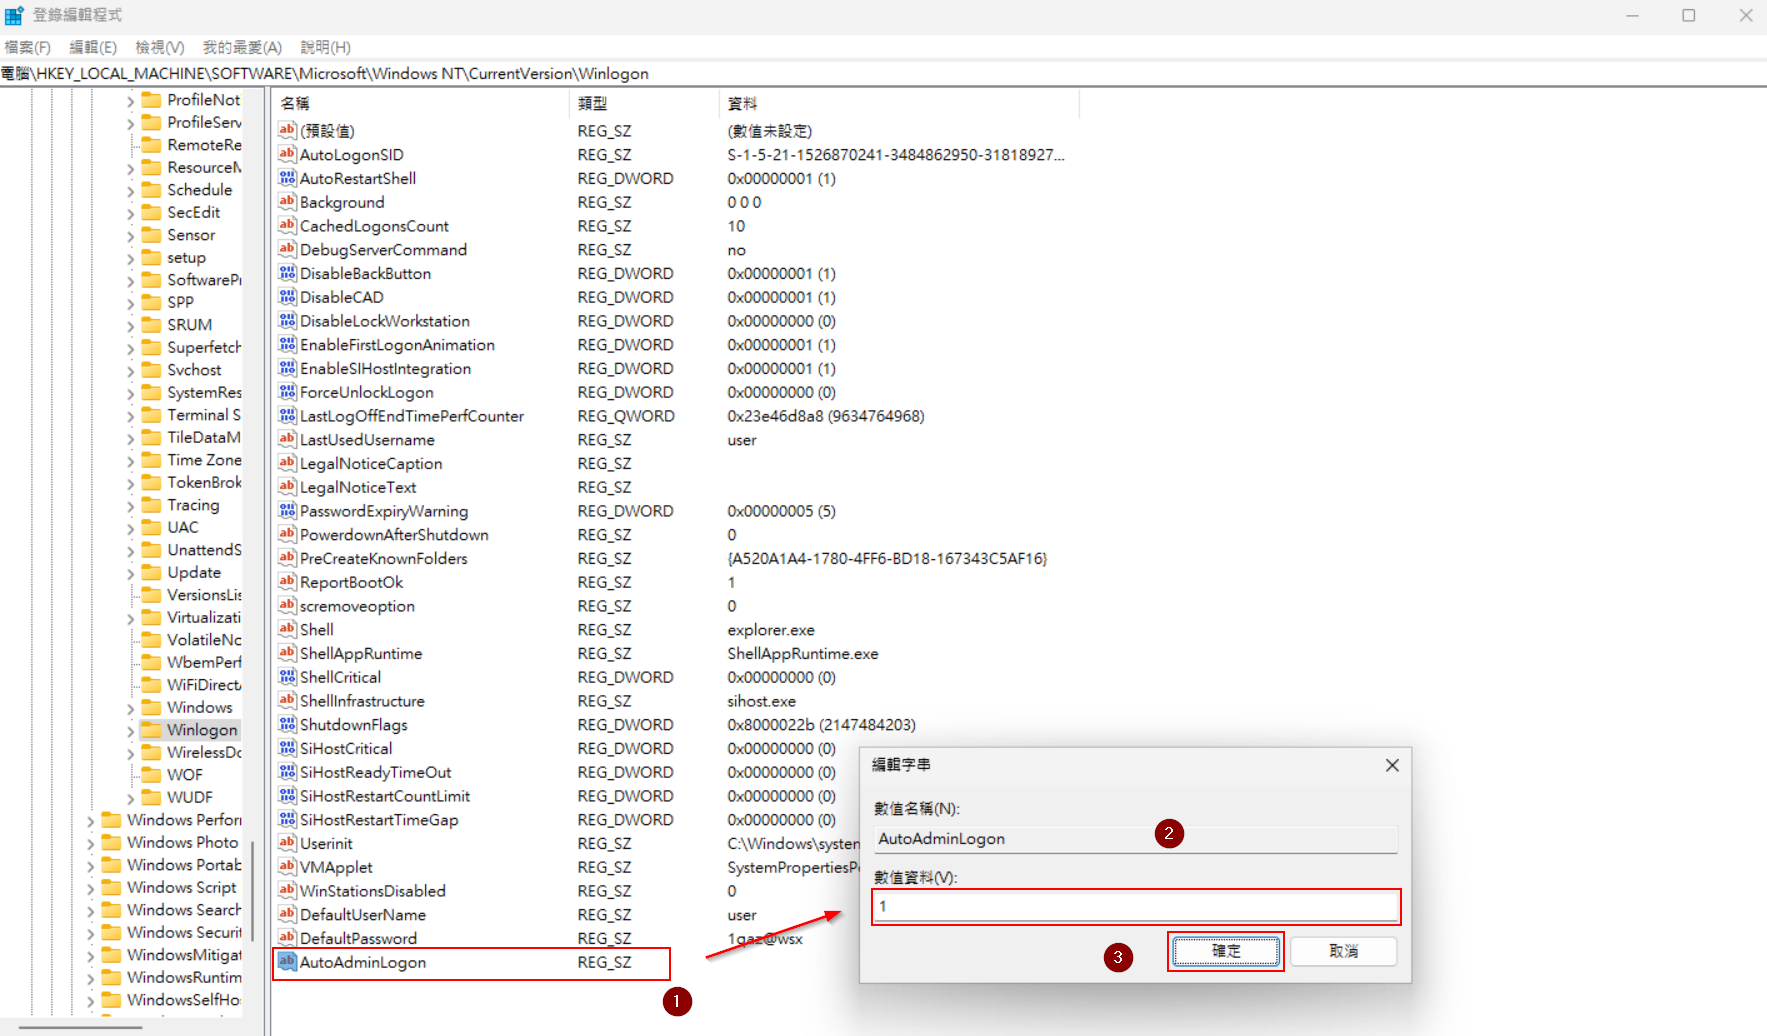 登錄編輯程式
檔案(F) 編輯(E) 檢視(V) 我的最愛(A) 說明(H)
電腦\HKEY_LOCAL_MACHINE\SOFTWARE\Microsoft\Windows NT\CurrentVersion\Winlogon
ProfileNot
ProfileServ
RemoteRe
ResourceM
Schedule
SecEdit
Sensor
setup
SoftwarePr
SPP
SRUM
Superfetch
Svchost
SystemRes
Terminal S
TileDataM
Time Zone
TokenBrok
Tracing
UAC
UnattendS
Update
VersionsLis
Virtualizati
VolatileNo
WbemPerf
WiFiDirectA
Windows
Winlogon
WirelessDo
WOF
WUDF
Windows Perforr
Windows Photo
Windows Portab
Windows Script
Windows Search
Windows Securit
WindowsMitigat
WindowsRuntim
WindowsSelfHos
名稱 類型 資料
(預設值) REG_SZ (數值未設定)
AutoLogonSID REG_SZ S-1-5-21-1526870241-3484862950-31818927...
AutoRestartShell REG_DWORD 0x00000001 (1)
Background REG_SZ 0 0 0
CachedLogonsCount REG_SZ 10
DebugServerCommand REG_SZ no
DisableBackButton REG_DWORD 0x00000001 (1)
DisableCAD REG_DWORD 0x00000001 (1)
DisableLockWorkstation REG_DWORD 0x00000000 (0)
EnableFirstLogonAnimation REG_DWORD 0x00000001 (1)
EnableSIHostIntegration REG_DWORD 0x00000001 (1)
ForceUnlockLogon REG_DWORD 0x00000000 (0)
LastLogOffEndTimePerfCounter REG_QWORD 0x23e46d8a8 (9634764968)
LastUsedUsername REG_SZ user
LegalNoticeCaption REG_SZ
LegalNoticeText REG_SZ
PasswordExpiryWarning REG_DWORD 0x00000005 (5)
PowerdownAfterShutdown REG_SZ 0
PreCreateKnownFolders REG_SZ {A520A1A4-1780-4FF6-BD18-167343C5AF16}
ReportBootOk REG_SZ 1
scremoveoption REG_SZ 0
Shell REG_SZ explorer.exe
ShellAppRuntime REG_SZ ShellAppRuntime.exe
ShellCritical REG_DWORD 0x00000000 (0)
ShellInfrastructure REG_SZ sihost.exe
ShutdownFlags REG_DWORD 0x8000022b (2147484203)
SiHostCritical REG_DWORD 0x00000000 (0)
SiHostReadyTimeOut REG_DWORD 0x00000000 (0)
SiHostRestartCountLimit REG_DWORD 0x00000000 (0)
SiHostRestartTimeGap REG_DWORD 0x00000000 (0)
Userinit REG_SZ C:\Windows\system
VMApplet REG_SZ SystemPropertiesPe
WinStationsDisabled REG_SZ 0
DefaultUserName REG_SZ user
DefaultPassword REG_SZ 1qaz@wsx
AutoAdminLogon REG_SZ
1
編輯字串
數值名稱(N):
AutoAdminLogon
2
數值資料(V):
1
3
確定 取消